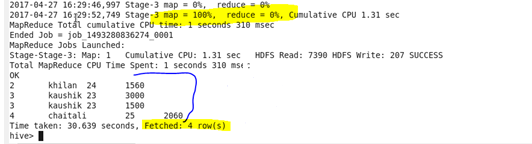 2017-04-27 16:29:46,997 Stage-3 map = 0%,  reduce = 0%
2017-04-27 16:29:52,749 Stage-3 map = 100%,  reduce = 0%, Cumulative CPU 1.31 sec
MapReduce Total cumulative CPU time: 1 seconds 310 msec
Ended Job = job_1493280836274_0001
MapReduce Jobs Launched:
Stage-Stage-3: Map: 1   Cumulative CPU: 1.31 sec   HDFS Read: 7390 HDFS Write: 207 SUCCESS
Total MapReduce CPU Time Spent: 1 seconds 310 msec
OK
2       khilan  24      1560
3       kaushik 23      3000
3       kaushik 23      1500
4       chaitali        25      2060
Time taken: 30.639 seconds, Fetched: 4 row(s)
hive>